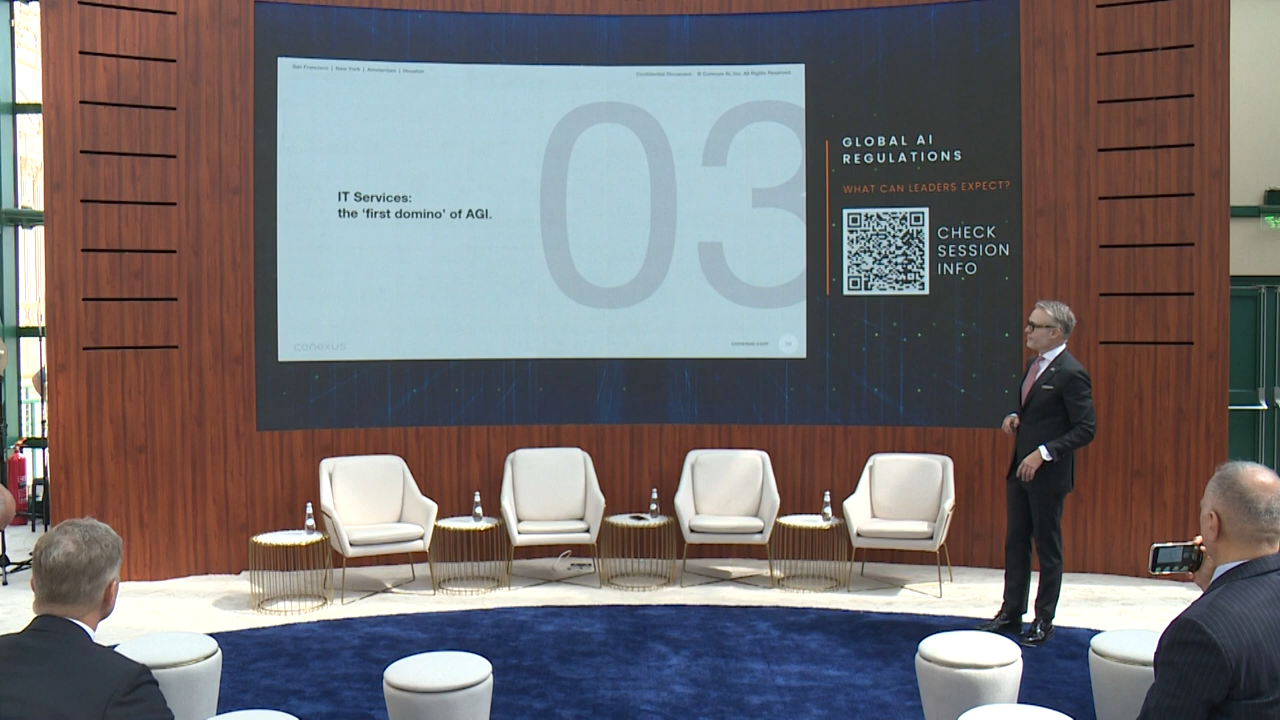 San Francisco | New York | Amsterdam | Houston
Confidential Document. © Conexus AI, Inc. All Rights Reserved.
03
IT Services:
the ‘first domino’ of AGI.
conexus
conexus.com
GLOBAL AI
REGULATIONS
WHAT CAN LEADERS EXPECT?
CHECK
SESSION
INFO